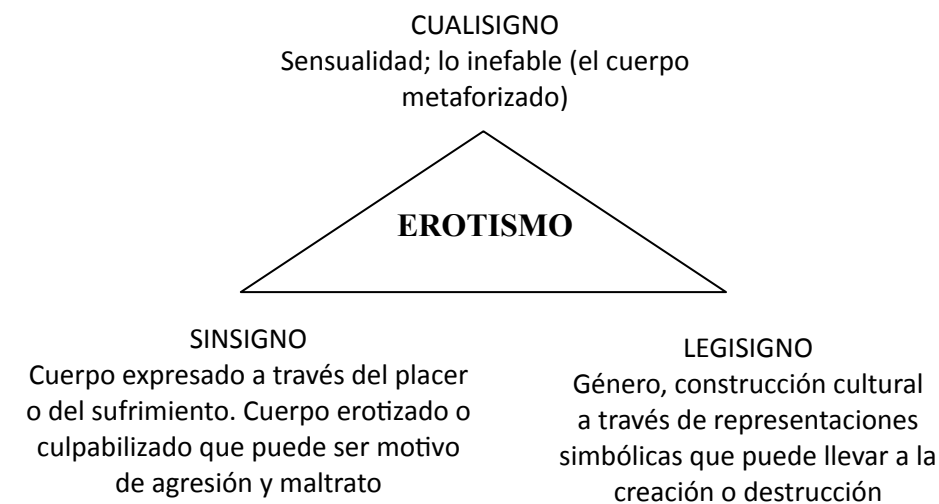 CUALISIGNO
Sensualidad; lo inefable (el cuerpo
metaforizado)
EROTISMO
SINSIGNO
Cuerpo expresado a través del placer
o del sufrimiento. Cuerpo erotizado o
culpabilizado que puede ser motivo
de agresión y maltrato
LEGISIGNO
Género, construcción cultural
a través de representaciones
simbólicas que puede llevar a la
creación o destrucción